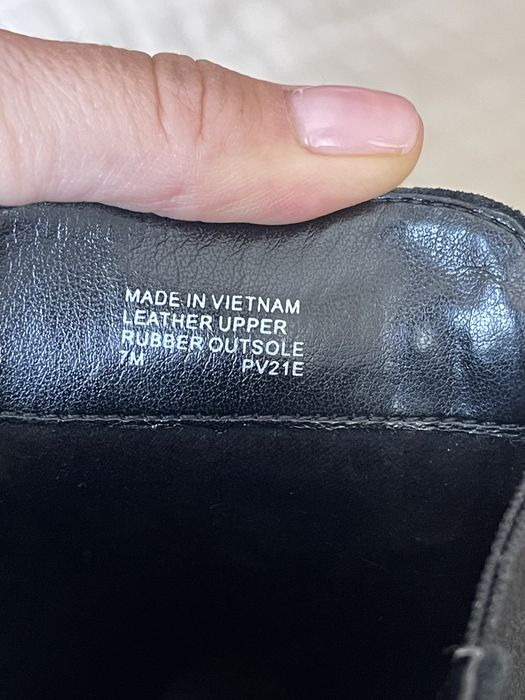 MADE IN VIETNAM
LEATHER UPPER
RUBBER OUTSOLE
7M PV21E